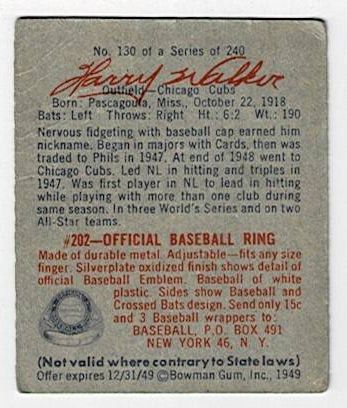 No. 130 of a Series of 240
Harry Walker
Outfield—Chicago Cubs
Born: Pascagoula, Miss., October 22, 1918
Bats: Left Throws: Right Ht.: 6:2 Wt.: 190
Nervous fidgeting with baseball cap earned him
nickname. Began in majors with Cards, then was
traded to Phils in 1947. At end of 1948 went to
Chicago Cubs. Led NL in hitting and triples in
1947. Was first player in NL to lead in hitting
while playing with more than one club during
same season. In three World's Series and on two
All-Star teams.
#202—OFFICIAL BASEBALL RING
Made of durable metal. Adjustable—fits any size
finger. Silverplate oxidized finish shows detail of
official Baseball Emblem. Baseball of white
plastic. Sides show Baseball and
Crossed Bats design. Send only 15c
and 3 Baseball wrappers to:
BASEBALL, P.O. BOX 491
NEW YORK 46, N. Y.
(Not valid where contrary to State laws)
Offer expires 12/31/49 ©Bowman Gum, Inc., 1949